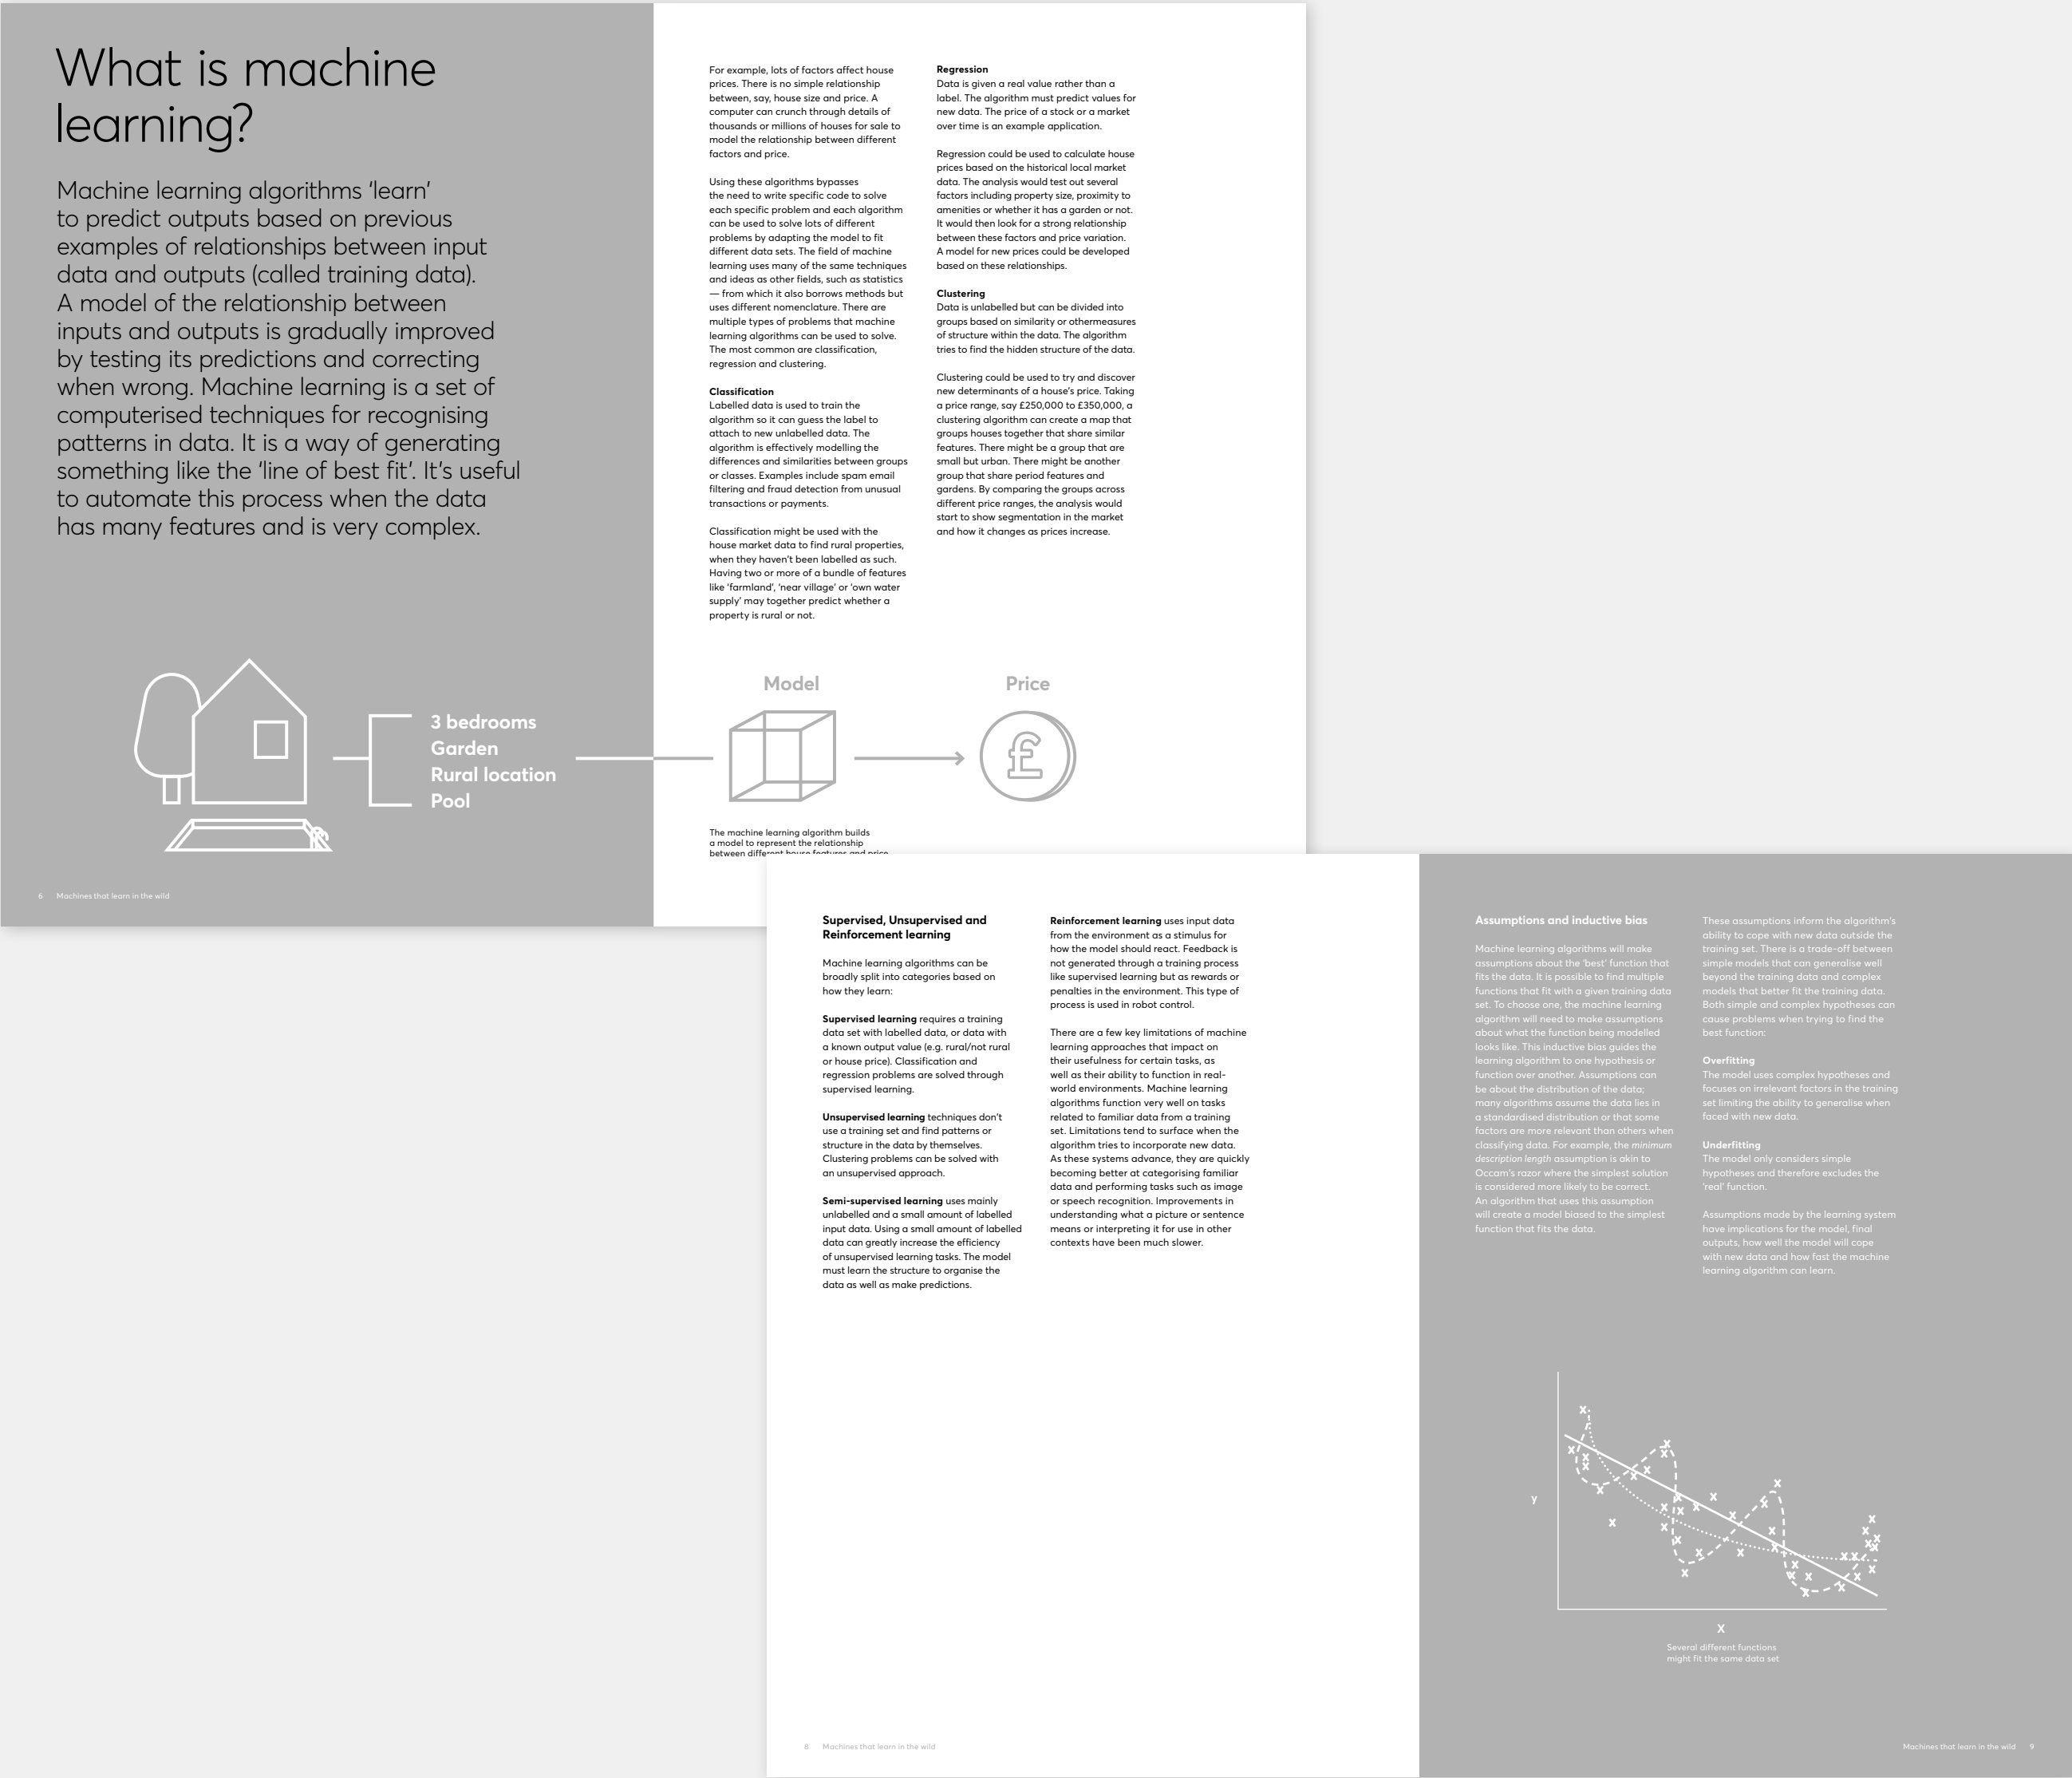 What is machine
learning?
Machine learning algorithms ‘learn’
to predict outputs based on previous
examples of relationships between input
data and outputs (called training data).
A model of the relationship between
inputs and outputs is gradually improved
by testing its predictions and correcting
when wrong. Machine learning is a set of
computerised techniques for recognising
patterns in data. It is a way of generating
something like the ‘line of best fit’. It’s useful
to automate this process when the data
has many features and is very complex.
3 bedrooms
Garden
Rural location
Pool
6 Machines that learn in the wild
For example, lots of factors affect house
prices. There is no simple relationship
between, say, house size and price. A
computer can crunch through details of
thousands or millions of houses for sale to
model the relationship between different
factors and price.
Using these algorithms bypasses
the need to write specific code to solve
each specific problem and each algorithm
can be used to solve lots of different
problems by adapting the model to fit
different data sets. The field of machine
learning uses many of the same techniques
and ideas as other fields, such as statistics
— from which it also borrows methods but
uses different nomenclature. There are
multiple types of problems that machine
learning algorithms can be used to solve.
The most common are classification,
regression and clustering.
Classification
Labelled data is used to train the
algorithm so it can guess the label to
attach to new unlabelled data. The
algorithm is effectively modelling the
differences and similarities between groups
or classes. Examples include spam email
filtering and fraud detection from unusual
transactions or payments.
Classification might be used with the
house market data to find rural properties,
when they haven’t been labelled as such.
Having two or more of a bundle of features
like ‘farmland’, ‘near village’ or ‘own water
supply’ may together predict whether a
property is rural or not.
Regression
Data is given a real value rather than a
label. The algorithm must predict values for
new data. The price of a stock or a market
over time is an example application.
Regression could be used to calculate house
prices based on the historical local market
data. The analysis would test out several
factors including property size, proximity to
amenities or whether it has a garden or not.
It would then look for a strong relationship
between these factors and price variation.
A model for new prices could be developed
based on these relationships.
Clustering
Data is unlabelled but can be divided into
groups based on similarity or othermeasures
of structure within the data. The algorithm
tries to find the hidden structure of the data.
Clustering could be used to try and discover
new determinants of a house’s price. Taking
a price range, say £250,000 to £350,000, a
clustering algorithm can create a map that
groups houses together that share similar
features. There might be a group that are
small but urban. There might be another
group that share period features and
gardens. By comparing the groups across
different price ranges, the analysis would
start to show segmentation in the market
and how it changes as prices increase.
Model
Price
£
The machine learning algorithm builds
a model to represent the relationship
between different house features and price
Supervised, Unsupervised and
Reinforcement learning
Machine learning algorithms can be
broadly split into categories based on
how they learn:
Supervised learning requires a training
data set with labelled data, or data with
a known output value (e.g. rural/not rural
or house price). Classification and
regression problems are solved through
supervised learning.
Unsupervised learning techniques don’t
use a training set and find patterns or
structure in the data by themselves.
Clustering problems can be solved with
an unsupervised approach.
Semi-supervised learning uses mainly
unlabelled and a small amount of labelled
input data. Using a small amount of labelled
data can greatly increase the efficiency
of unsupervised learning tasks. The model
must learn the structure to organise the
data as well as make predictions.
Reinforcement learning uses input data
from the environment as a stimulus for
how the model should react. Feedback is
not generated through a training process
like supervised learning but as rewards or
penalties in the environment. This type of
process is used in robot control.
There are a few key limitations of machine
learning approaches that impact on
their usefulness for certain tasks, as
well as their ability to function in real-
world environments. Machine learning
algorithms function very well on tasks
related to familiar data from a training
set. Limitations tend to surface when the
algorithm tries to incorporate new data.
As these systems advance, they are quickly
becoming better at categorising familiar
data and performing tasks such as image
or speech recognition. Improvements in
understanding what a picture or sentence
means or interpreting it for use in other
contexts have been much slower.
8 Machines that learn in the wild
Assumptions and inductive bias
Machine learning algorithms will make
assumptions about the ‘best’ function that
fits the data. It is possible to find multiple
functions that fit with a given training data
set. To choose one, the machine learning
algorithm will need to make assumptions
about what the function being modelled
looks like. This inductive bias guides the
learning algorithm to one hypothesis or
function over another. Assumptions can
be about the distribution of the data;
many algorithms assume the data lies in
a standardised distribution or that some
factors are more relevant than others when
classifying data. For example, the minimum
description length assumption is akin to
Occam’s razor where the simplest solution
is considered more likely to be correct.
An algorithm that uses this assumption
will create a model biased to the simplest
function that fits the data.
These assumptions inform the algorithm’s
ability to cope with new data outside the
training set. There is a trade-off between
simple models that can generalise well
beyond the training data and complex
models that better fit the training data.
Both simple and complex hypotheses can
cause problems when trying to find the
best function:
Overfitting
The model uses complex hypotheses and
focuses on irrelevant factors in the training
set limiting the ability to generalise when
faced with new data.
Underfitting
The model only considers simple
hypotheses and therefore excludes the
‘real’ function.
Assumptions made by the learning system
have implications for the model, final
outputs, how well the model will cope
with new data and how fast the machine
learning algorithm can learn.
y
X
Several different functions
might fit the same data set
Machines that learn in the wild 9